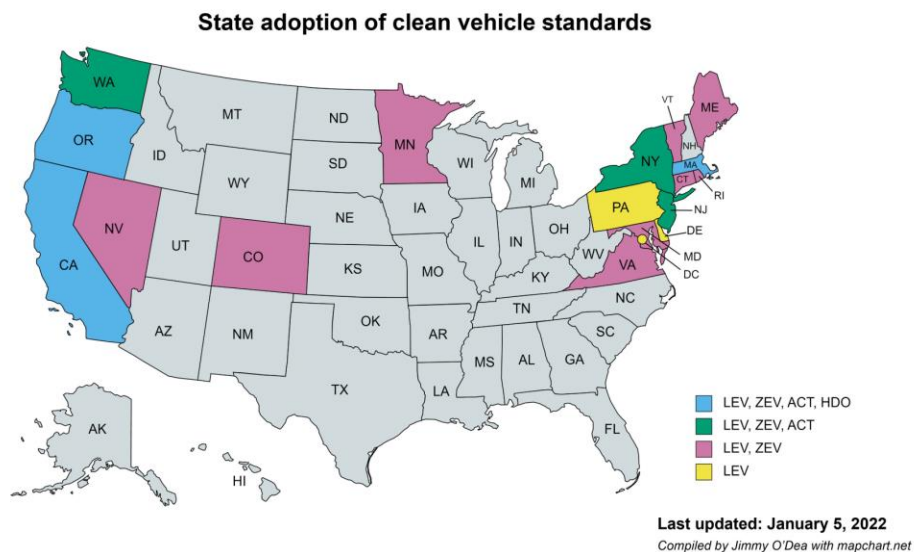 State adoption of clean vehicle standards
WA
MT
ND
MN
VT
ME
OR
ID
SD
WI
NY
NH
MA
WY
MI
CT
RI
IA
PA
NJ
NV
NE
OH
DE
UT
CO
IL
IN
WV
MD
CA
KS
MO
KY
VA
DC
NC
TN
AZ
NM
OK
AR
SC
MS
AL
GA
TX
LA
LEV, ZEV, ACT, HDO
LEV, ZEV, ACT
AK
FL
LEV, ZEV
HI
LEV
Last updated: January 5, 2022
Compiled by Jimmy O'Dea with mapchart.net